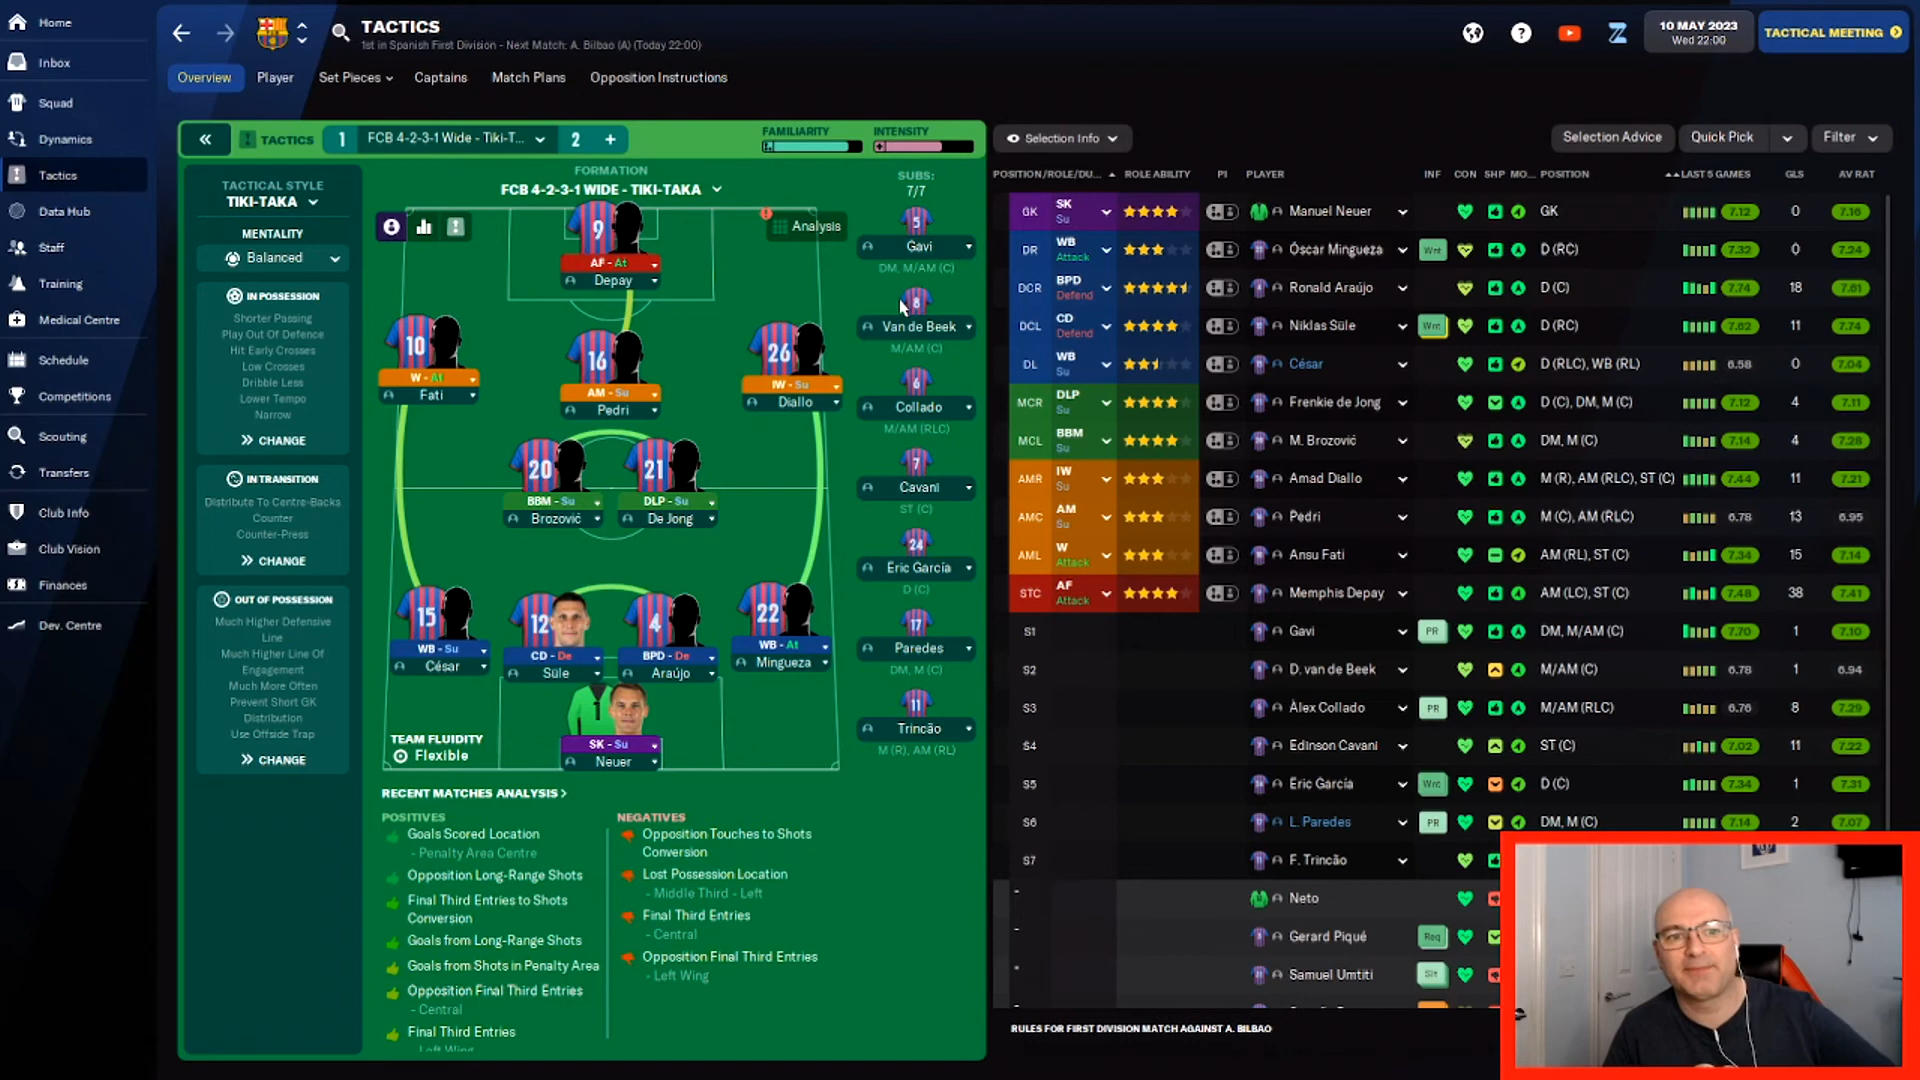 Home
Inbox
Squad
Dynamics
Tactics
Data Hub
Staff
Training
Medical Centre
Schedule
Competitions
Scouting
Transfers
Club Info
Club Vision
Finances
Dev. Centre
TACTICS
1st in Spanish First Division - Next Match: A. Bilbao (A) (Today 22:00)
10 MAY 2023
Wed 22:00
TACTICAL MEETING
Overview Player Set Pieces Captains Match Plans Opposition Instructions
TACTICS 1 FCB 4-2-3-1 Wide - Tiki-T... 2 +
FAMILIARITY
INTENSITY
TACTICAL STYLE
TIKI-TAKA
MENTALITY
Balanced
IN POSSESSION
Shorter Passing
Play Out Of Defence
Hit Early Crosses
Low Crosses
Dribble Less
Lower Tempo
Narrow
CHANGE
IN TRANSITION
Distribute To Centre-Backs
Counter
Counter-Press
CHANGE
OUT OF POSSESSION
Much Higher Defensive
Line
Much Higher Line Of
Engagement
Much More Often
Prevent Short GK
Distribution
Use Offside Trap
CHANGE
FORMATION
FCB 4-2-3-1 WIDE - TIKI-TAKA
Analysis
9
AF - At
Depay
10
W - At
Fati
16
AM - Su
Pedri
26
IW - Su
Diallo
20
BBM - Su
Brozović
21
DLP - Su
De Jong
15
WB - Su
César
12
CD - De
Süle
4
BPD - De
Araújo
22
WB - At
Mingueza
1
SK - Su
Neuer
TEAM FLUIDITY
Flexible
SUBS:
7/7
5
Gavi
DM, M/AM (C)
8
Van de Beek
M/AM (C)
6
Collado
M/AM (RLC)
7
Cavani
ST (C)
24
Eric García
D (C)
17
Paredes
DM, M (C)
11
Trincão
M (R), AM (RL)
RECENT MATCHES ANALYSIS >
POSITIVES
Goals Scored Location
- Penalty Area Centre
Opposition Long-Range Shots
Final Third Entries to Shots
Conversion
Goals from Long-Range Shots
Goals from Shots in Penalty Area
Opposition Final Third Entries
- Central
Final Third Entries
- Left Wing
NEGATIVES
Opposition Touches to Shots
Conversion
Lost Possession Location
- Middle Third - Left
Final Third Entries
- Central
Opposition Final Third Entries
- Left Wing
Selection Info
Selection Advice Quick Pick Filter
POSITION/ROLE/DU... ROLE ABILITY PI PLAYER INF CON SHP MO... POSITION LAST 5 GAMES GLS AV RAT
GK SK Su Manuel Neuer GK 7.12 0 7.16
DR WB Attack Óscar Mingueza Wnt D (RC) 7.32 0 7.24
DCR BPD Defend Ronald Araújo D (C) 7.74 18 7.61
DCL CD Defend Niklas Süle Wnt D (RC) 7.62 11 7.74
DL WB Su César D (RLC), WB (RL) 6.58 0 7.04
MCR DLP Su Frenkie de Jong D (C), DM, M (C) 7.12 4 7.11
MCL BBM Su M. Brozović DM, M (C) 7.14 4 7.28
AMR IW Su Amad Diallo M (R), AM (RLC), ST (C) 7.44 11 7.21
AMC AM Su Pedri M (C), AM (RLC) 6.78 13 6.95
AML W Attack Ansu Fati AM (RL), ST (C) 7.34 15 7.14
STC AF Attack Memphis Depay AM (LC), ST (C) 7.48 38 7.41
S1 Gavi PR DM, M/AM (C) 7.70 1 7.10
S2 D. van de Beek M/AM (C) 6.78 1 6.94
S3 Àlex Collado PR M/AM (RLC) 6.76 8 7.29
S4 Edinson Cavani ST (C) 7.02 11 7.22
S5 Eric García Wnt D (C) 7.34 1 7.31
S6 L. Paredes PR DM, M (C) 7.14 2 7.07
S7 F. Trincão
- Neto
- Gerard Piqué Req
- Samuel Umtiti Slt
RULES FOR FIRST DIVISION MATCH AGAINST A. BILBAO